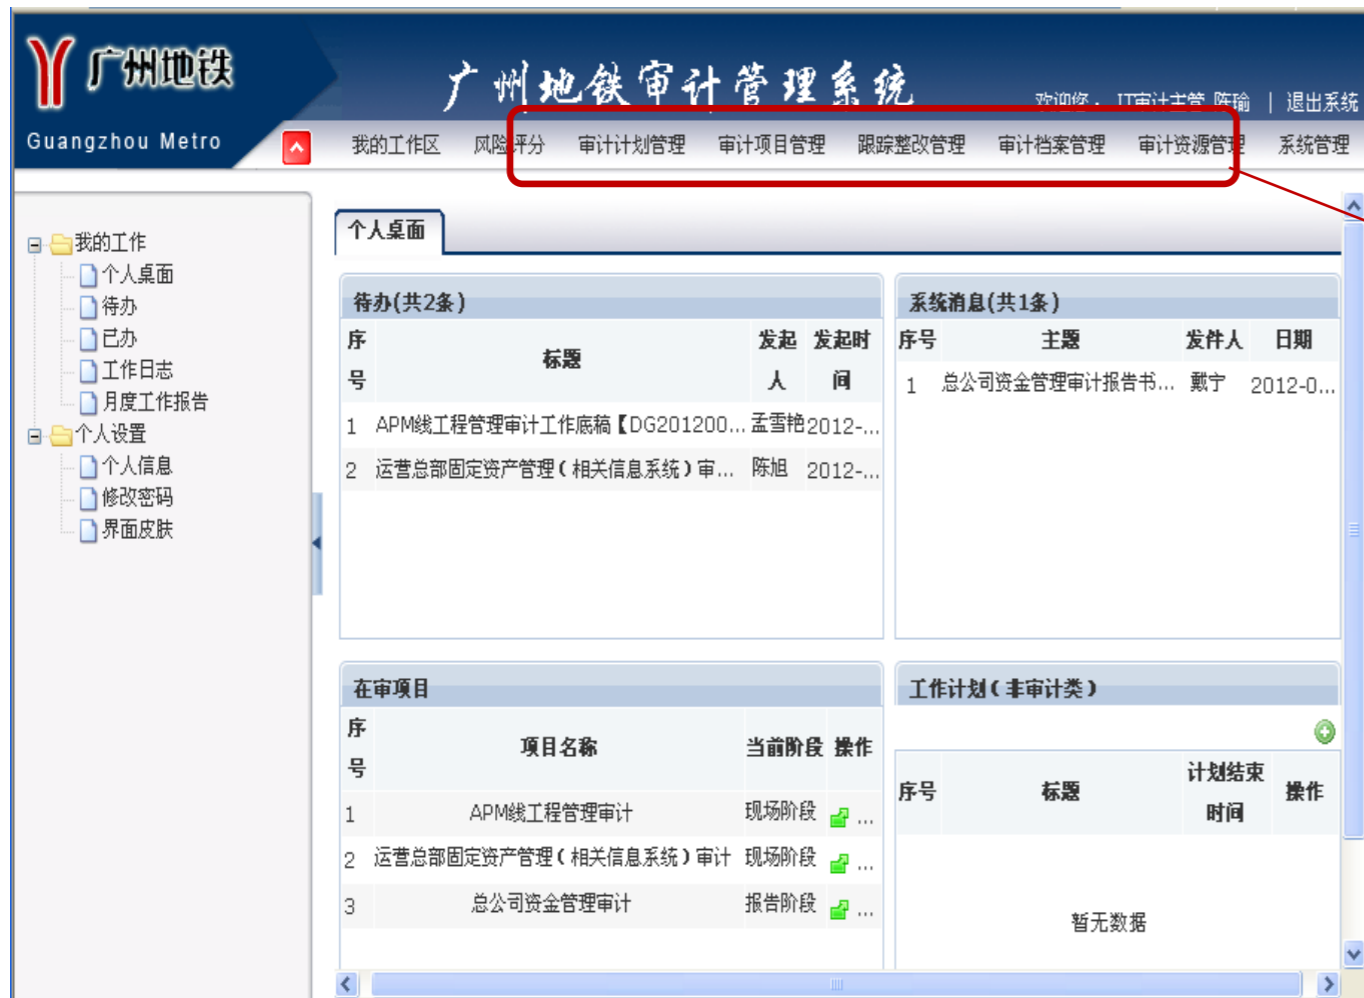 广州地铁
Guangzhou Metro
广州地铁审计管理系统
欢迎您， IT审计主管 陈瑜 | 退出系统
我的工作区 风险评分 审计计划管理 审计项目管理 跟踪整改管理 审计档案管理 审计资源管理 系统管理
我的工作
个人桌面
待办
已办
工作日志
月度工作报告
个人设置
个人信息
修改密码
界面皮肤
个人桌面
待办(共2条)
序号 标题 发起人 发起时间
1 APM线工程管理审计工作底稿【DG201200... 孟雪艳 2012-...
2 运营总部固定资产管理(相关信息系统)审... 陈旭 2012-...
系统消息(共1条)
序号 主题 发件人 日期
1 总公司资金管理审计报告书... 戴宁 2012-0...
在审项目
序号 项目名称 当前阶段 操作
1 APM线工程管理审计 现场阶段 ...
2 运营总部固定资产管理(相关信息系统)审计 现场阶段 ...
3 总公司资金管理审计 报告阶段 ...
工作计划(非审计类)
序号 标题 计划结束时间 操作
暂无数据